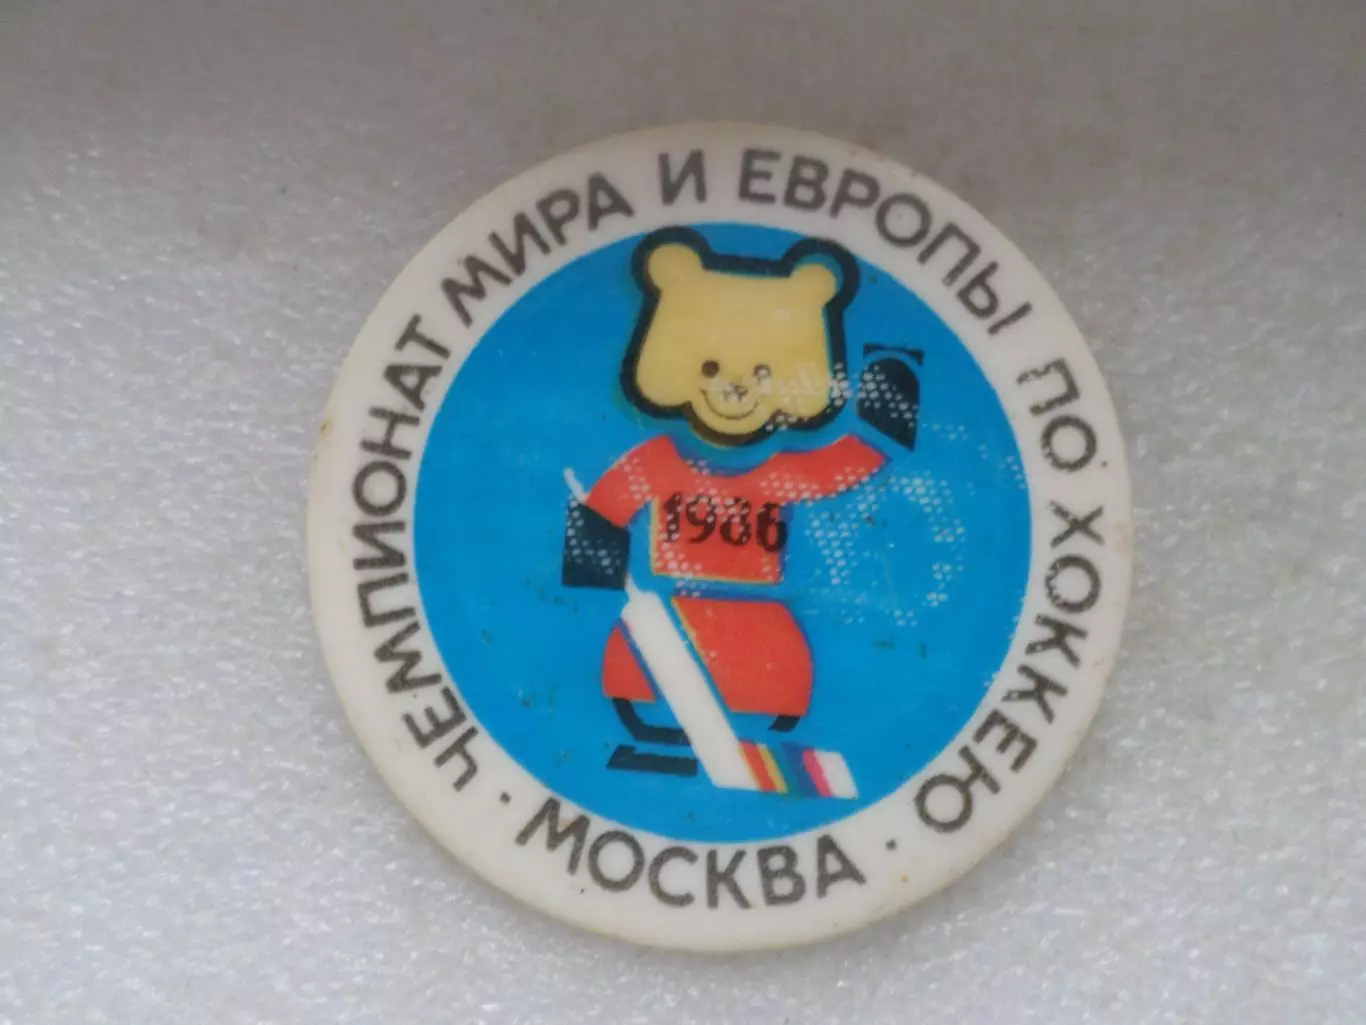 ЧЕМПИОНАТ МИРА И ЕВРОПЫ ПО ХОККЕЮ
· МОСКВА ·
1986